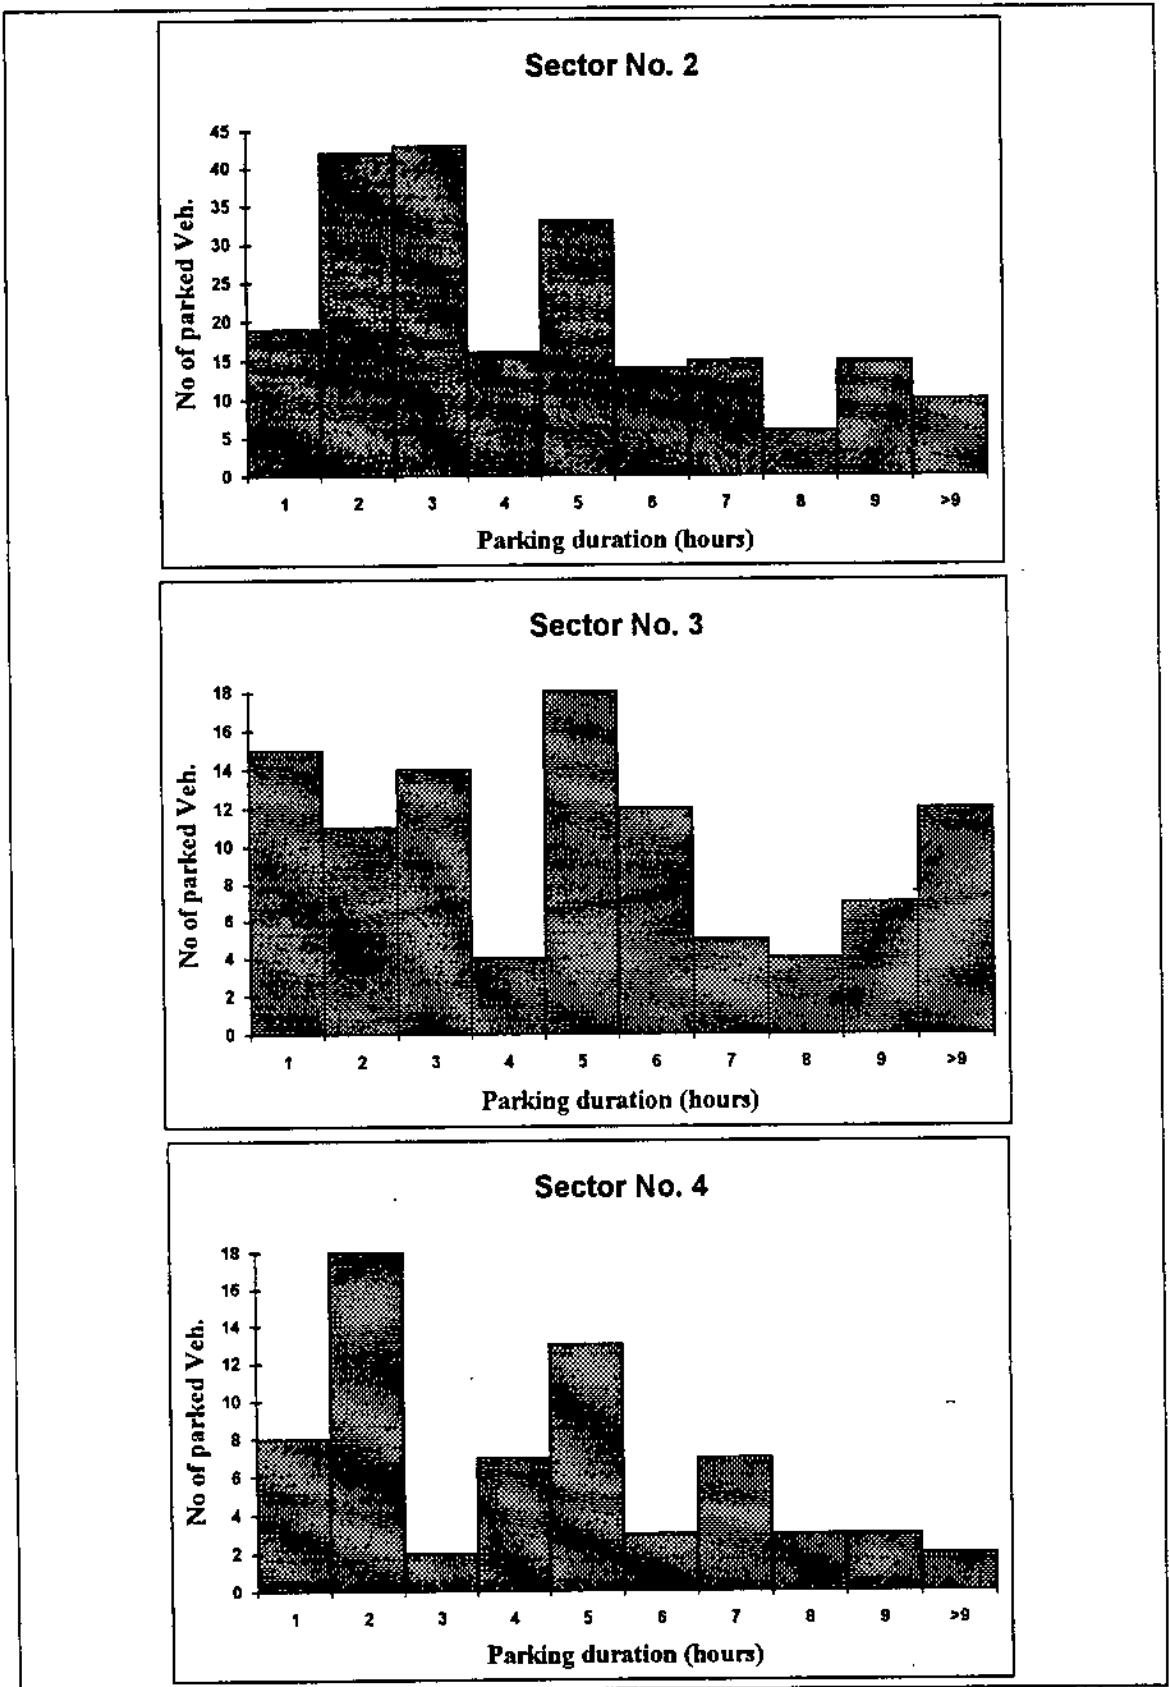 Sector No. 2
No of parked Veh.
45
40
35
30
25
20
15
10
5
0
1 2 3 4 5 6 7 8 9 >9
Parking duration (hours)
Sector No. 3
No of parked Veh.
18
16
14
12
10
8
6
4
2
0
1 2 3 4 5 6 7 8 9 >9
Parking duration (hours)
Sector No. 4
No of parked Veh.
18
16
14
12
10
8
6
4
2
0
1 2 3 4 5 6 7 8 9 >9
Parking duration (hours)